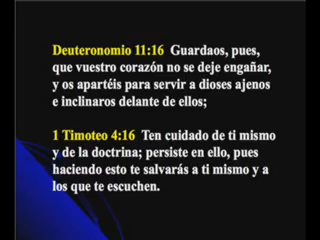 Deuteronomio 11:16 Guardaos, pues,
que vuestro corazón no se deje engañar,
y os apartéis para servir a dioses ajenos
e inclinaros delante de ellos;
1 Timoteo 4:16 Ten cuidado de ti mismo
y de la doctrina; persiste en ello, pues
haciendo esto te salvarás a ti mismo y a
los que te escuchen.